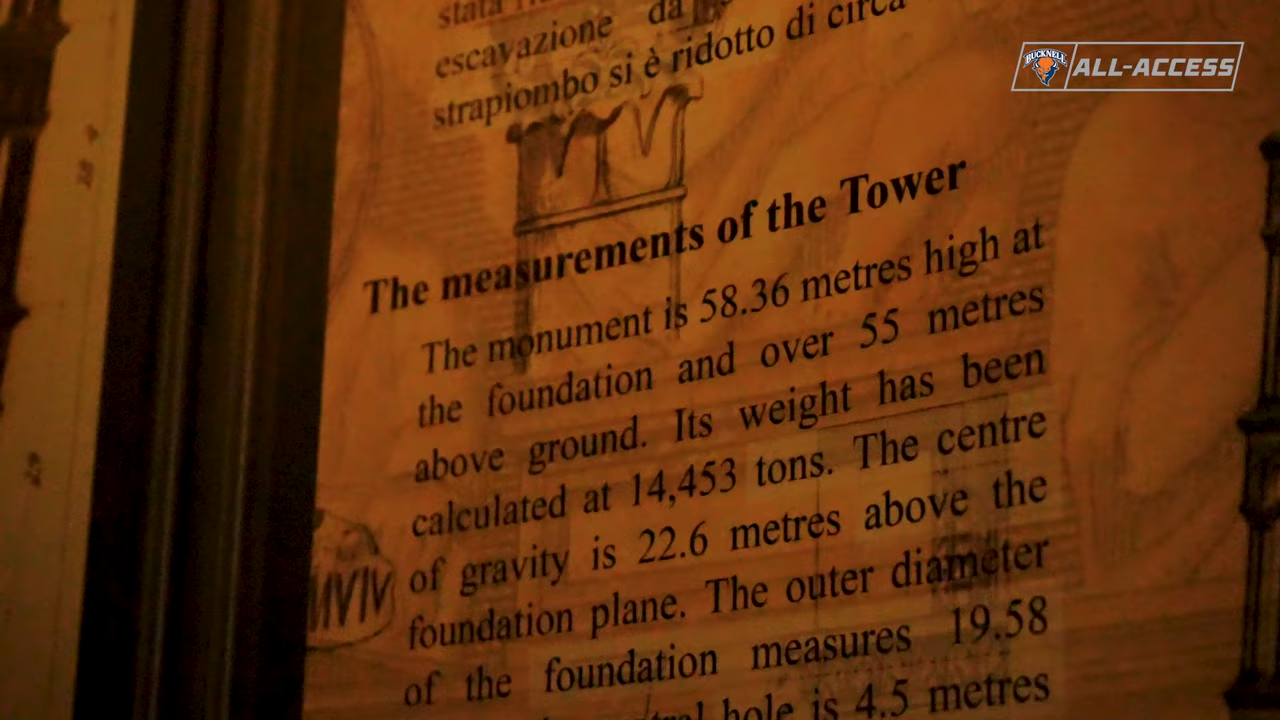 stata
escavazione da
strapiombo si è ridotto di circa
BUCKNELL
ALL-ACCESS
The measurements of the Tower
The monument is 58.36 metres high at
the foundation and over 55 metres
above ground. Its weight has been
calculated at 14,453 tons. The centre
of gravity is 22.6 metres above the
foundation plane. The outer diameter
of the foundation measures 19.58
hole is 4.5 metres